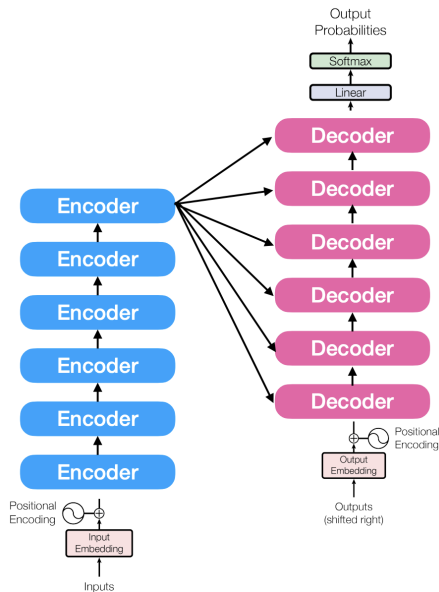 Output
Probabilities
Softmax
Linear
Decoder
Decoder
Decoder
Decoder
Decoder
Decoder
Positional
Encoding
Output
Embedding
Outputs
(shifted right)
Encoder
Encoder
Encoder
Encoder
Encoder
Encoder
Positional
Encoding
Input
Embedding
Inputs